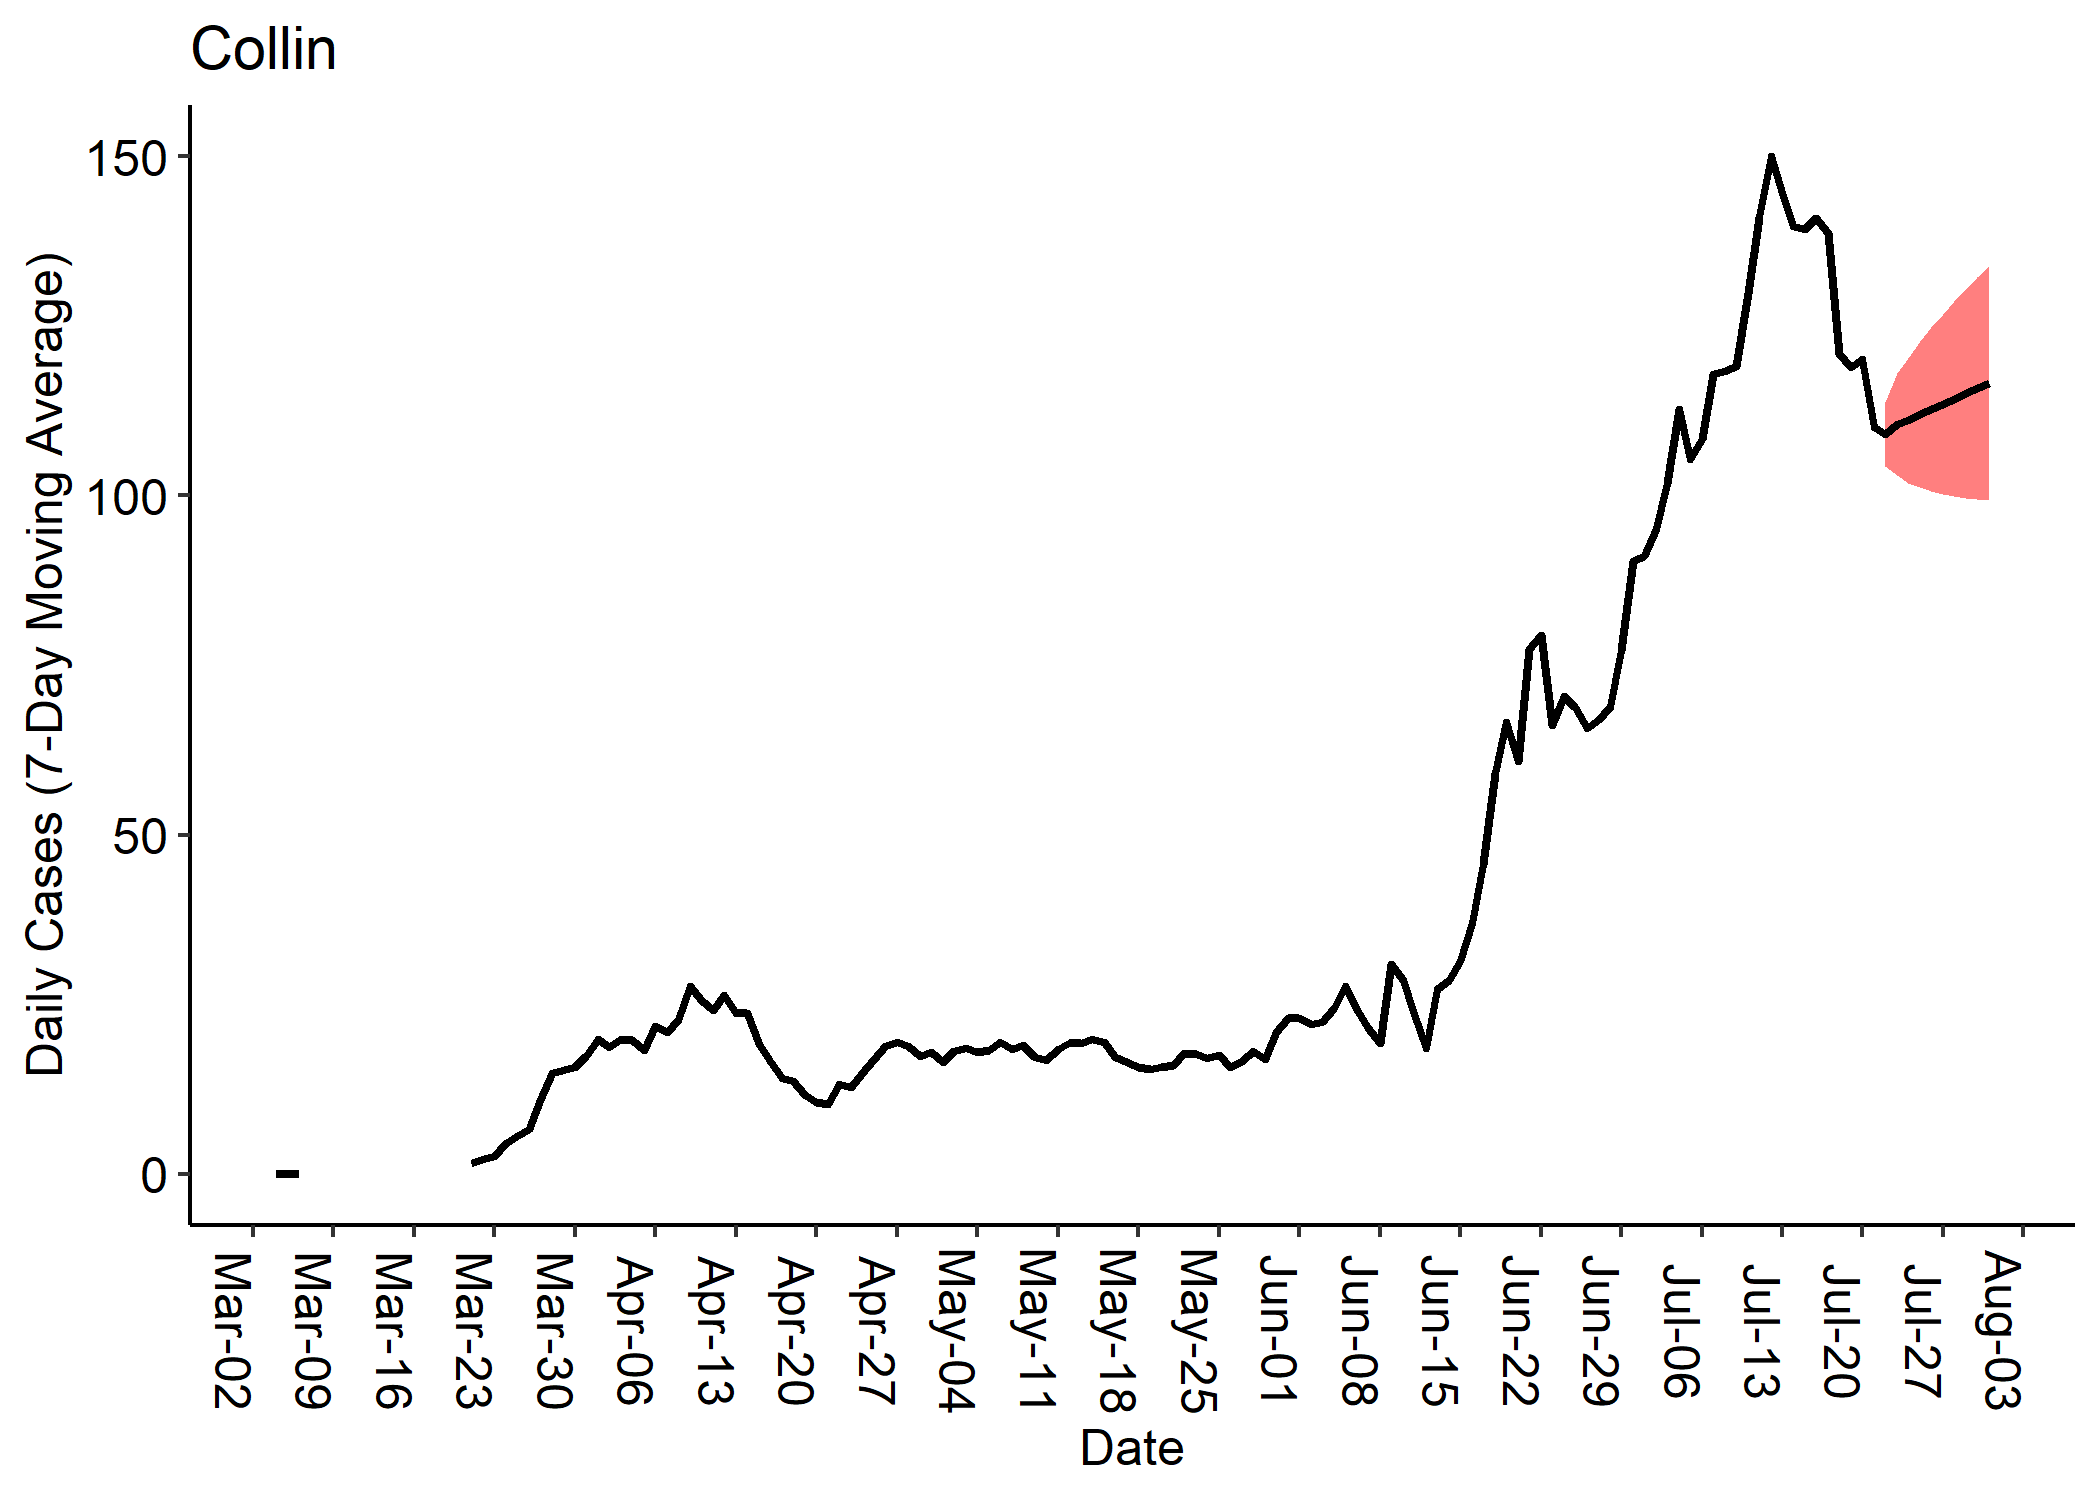 Collin
Daily Cases (7-Day Moving Average)
150
100
50
0
Mar-02
Mar-09
Mar-16
Mar-23
Mar-30
Apr-06
Apr-13
Apr-20
Apr-27
May-04
May-11
May-18
May-25
Jun-01
Jun-08
Jun-15
Jun-22
Jun-29
Jul-06
Jul-13
Jul-20
Jul-27
Aug-03
Date